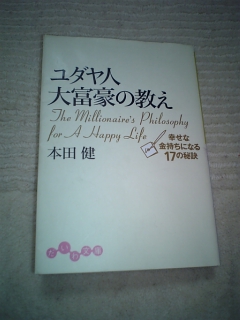 ユダヤ人
大富豪の教え
The Millionaire's Philosophy
for A Happy Life
幸せな
金持ちになる
17の秘訣
本田 健
だいわ文庫